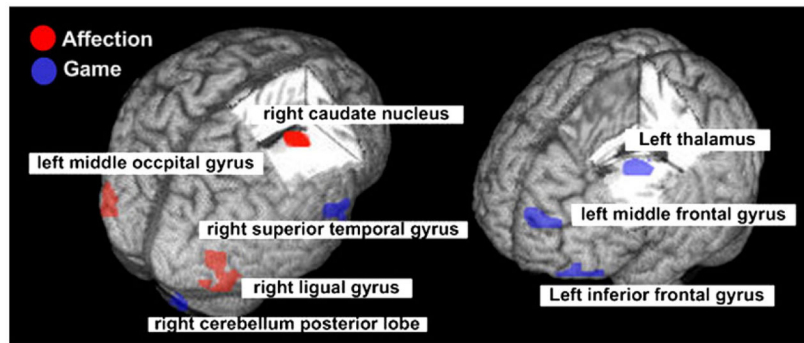 Affection
Game
right caudate nucleus
left middle occpital gyrus
right superior temporal gyrus
right ligual gyrus
right cerebellum posterior lobe
Left thalamus
left middle frontal gyrus
Left inferior frontal gyrus